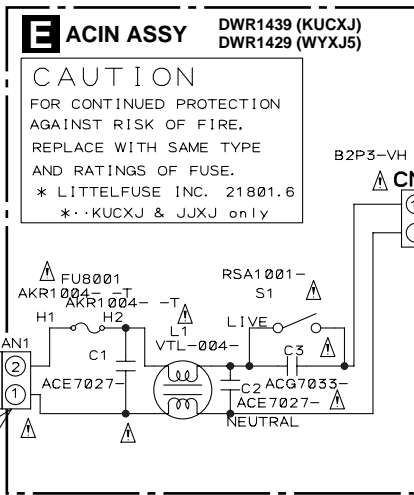 E ACIN ASSY DWR1439 (KUCXJ)
DWR1429 (WYXJ5)
CAUTION
FOR CONTINUED PROTECTION
AGAINST RISK OF FIRE,
REPLACE WITH SAME TYPE
AND RATINGS OF FUSE.
* LITTELFUSE INC. 21801.6
*··KUCXJ & JJXJ only
B2P3-VH
CN
1
FU8001
AKR1004- -T
AKR1004- -T
H1 H2
RSA1001-
S1
LIVE
L1
VTL-004-
AN1
2
1
C1
ACE7027-
C3
ACG7033-
C2
ACE7027-
NEUTRAL